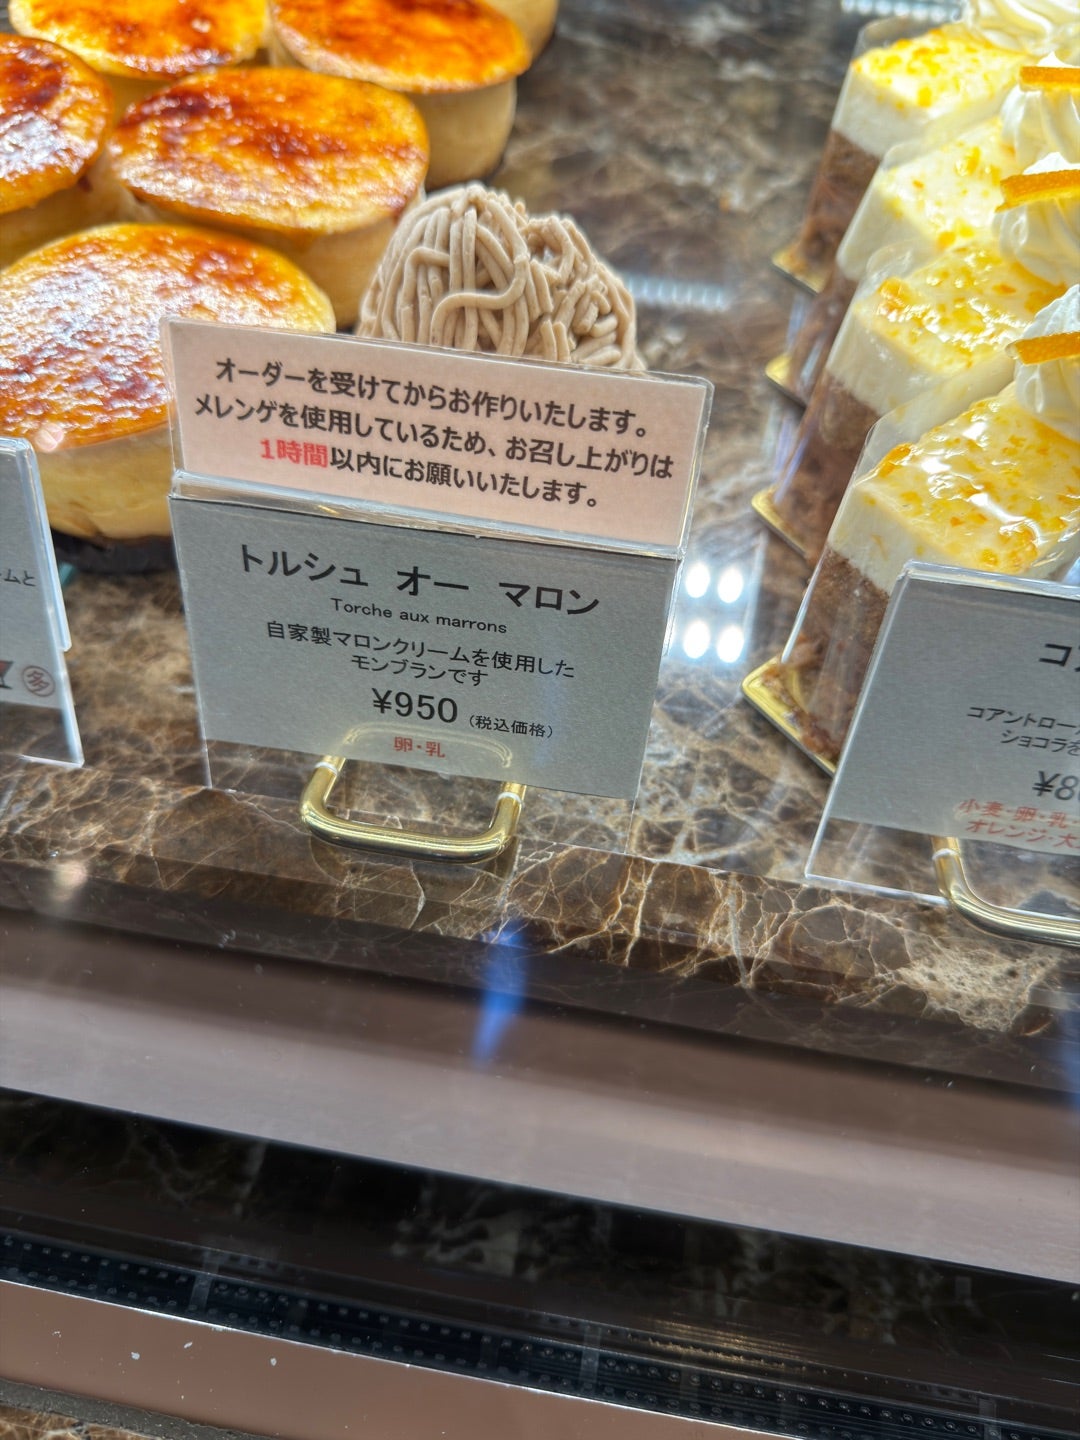 オーダーを受けてからお作りいたします。
メレンゲを使用しているため、お召し上がりは
1時間以内にお願いいたします。
トルシュ オー マロン
Torche aux marrons
自家製マロンクリームを使用した
モンブランです
¥950 (税込価格)
卵・乳
ームと
多
コアントロー
ショコラを
¥8
小麦・卵・乳・
オレンジ・大